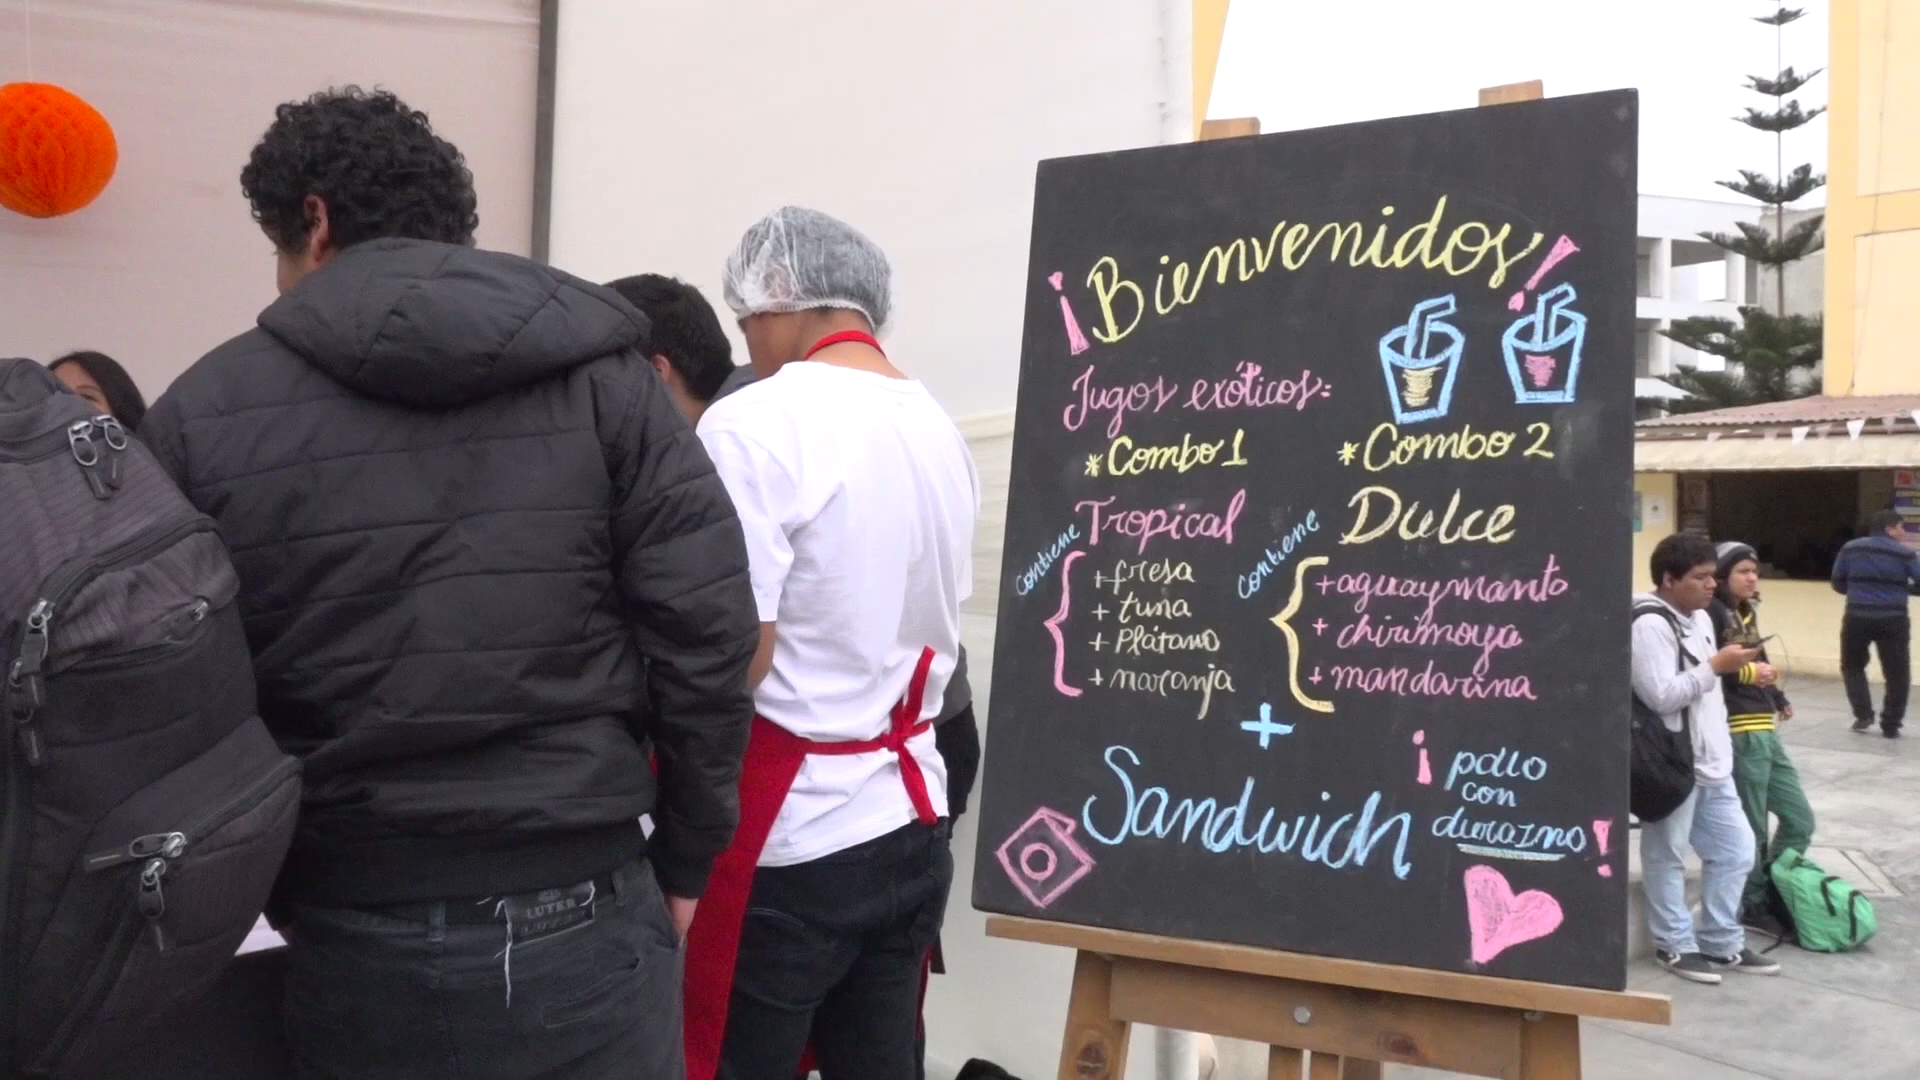 ¡Bienvenidos!
Jugos exóticos:
*Combo 1
Tropical
contiene
+fresa
+ tuna
+ Plátano
+naranja
*Combo 2
Dulce
contiene
+aguaymanto
+ chirimoya
+mandarina
+
Sandwich
¡pollo
con
durazno!
LUTER